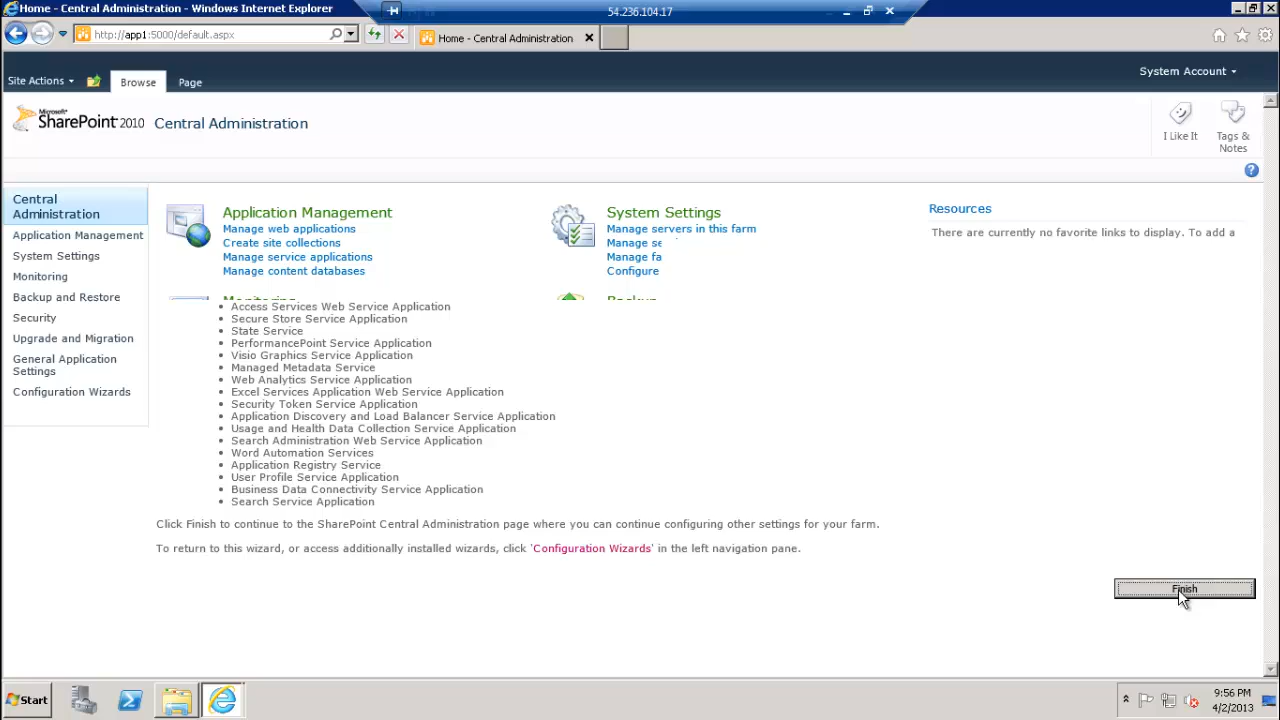 Home - Central Administration - Windows Internet Explorer
54.236.104.17
http://app1:5000/default.aspx
Home - Central Administration
Site Actions
Browse
Page
System Account
Microsoft
SharePoint 2010
Central Administration
I Like It
Tags &
Notes
Central
Administration
Application Management
System Settings
Monitoring
Backup and Restore
Security
Upgrade and Migration
General Application
Settings
Configuration Wizards
Application Management
Manage web applications
Create site collections
Manage service applications
Manage content databases
System Settings
Manage servers in this farm
Manage se
Manage fa
Configure
Resources
There are currently no favorite links to display. To add a
Monitoring
Backup
Access Services Web Service Application
Secure Store Service Application
State Service
PerformancePoint Service Application
Visio Graphics Service Application
Managed Metadata Service
Web Analytics Service Application
Excel Services Application Web Service Application
Security Token Service Application
Application Discovery and Load Balancer Service Application
Usage and Health Data Collection Service Application
Search Administration Web Service Application
Word Automation Services
Application Registry Service
User Profile Service Application
Business Data Connectivity Service Application
Search Service Application
Click Finish to continue to the SharePoint Central Administration page where you can continue configuring other settings for your farm.
To return to this wizard, or access additionally installed wizards, click 'Configuration Wizards' in the left navigation pane.
Finish
Start
9:56 PM
4/2/2013